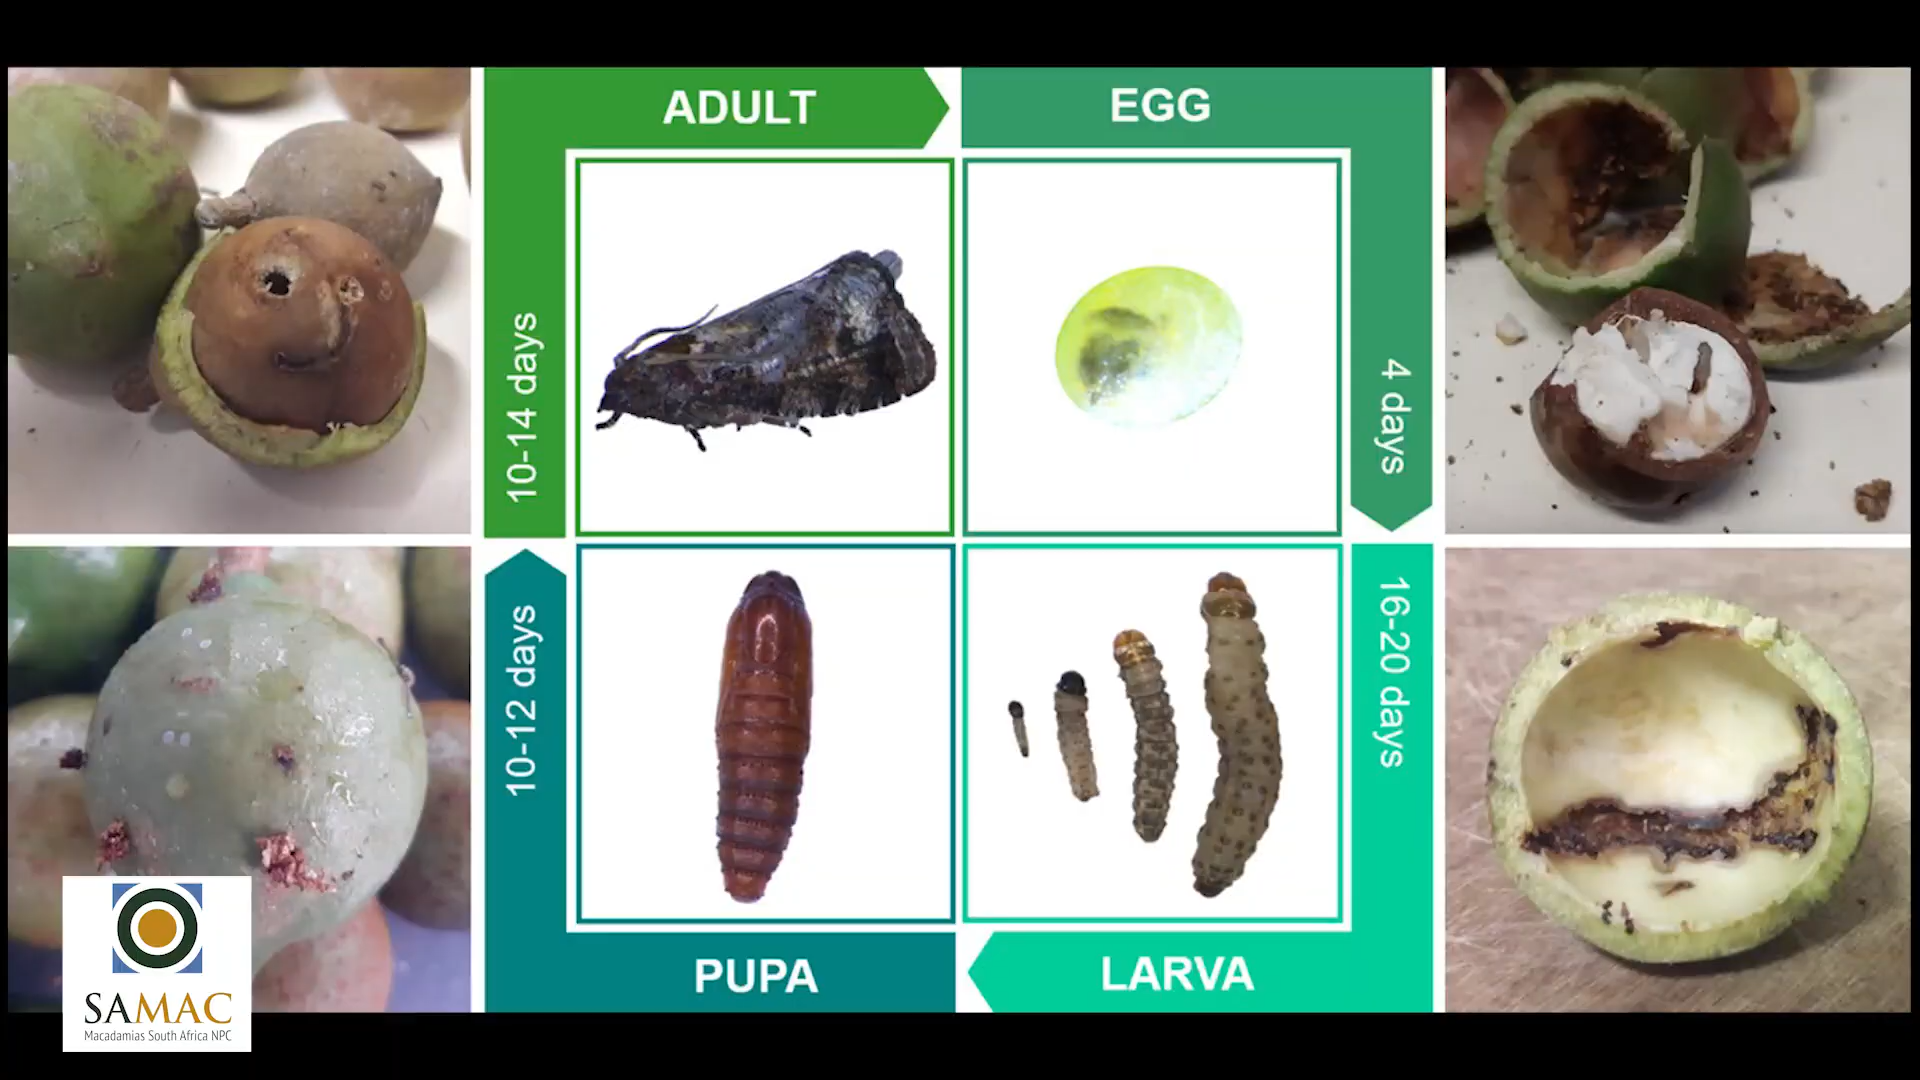 ADULT
EGG
10-14 days
4 days
10-12 days
16-20 days
PUPA
LARVA
SAMAC
Macadamias South Africa NPC